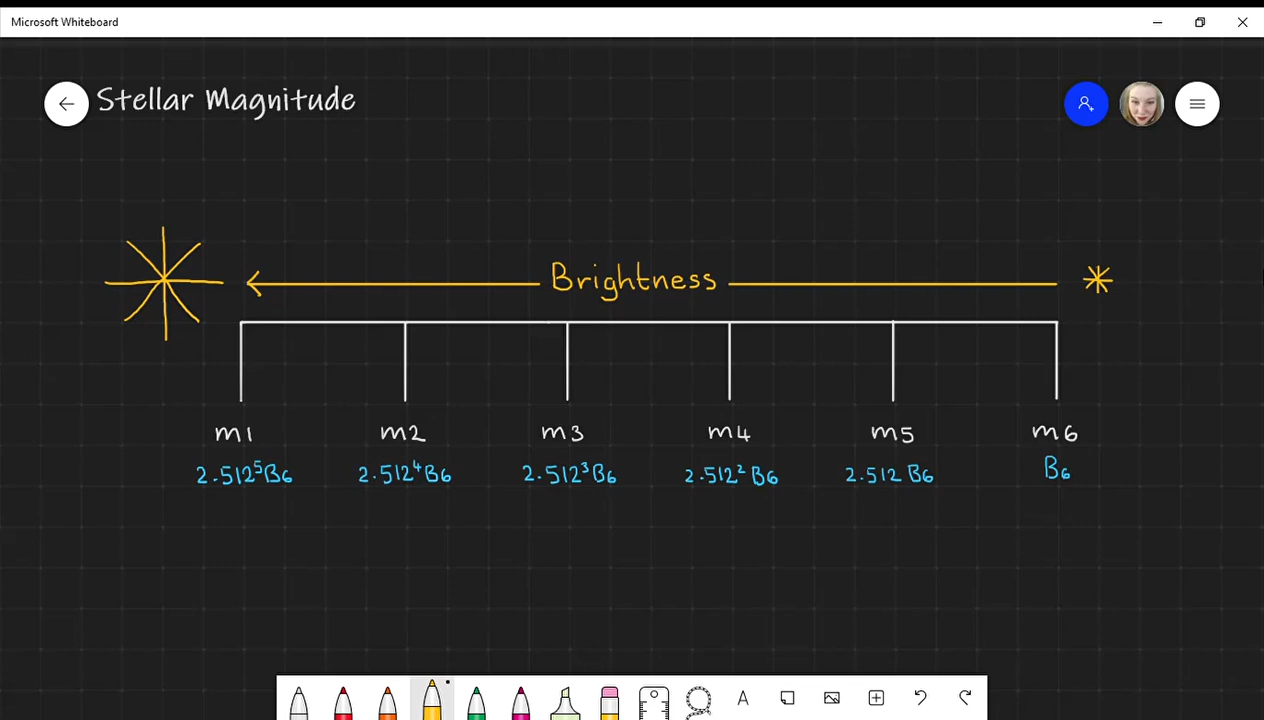 Microsoft Whiteboard
Stellar Magnitude
Brightness
m1 m2 m3 m4 m5 m6
2.512⁵B₆ 2.512⁴B₆ 2.512³B₆ 2.512²B₆ 2.512 B₆ B₆
A